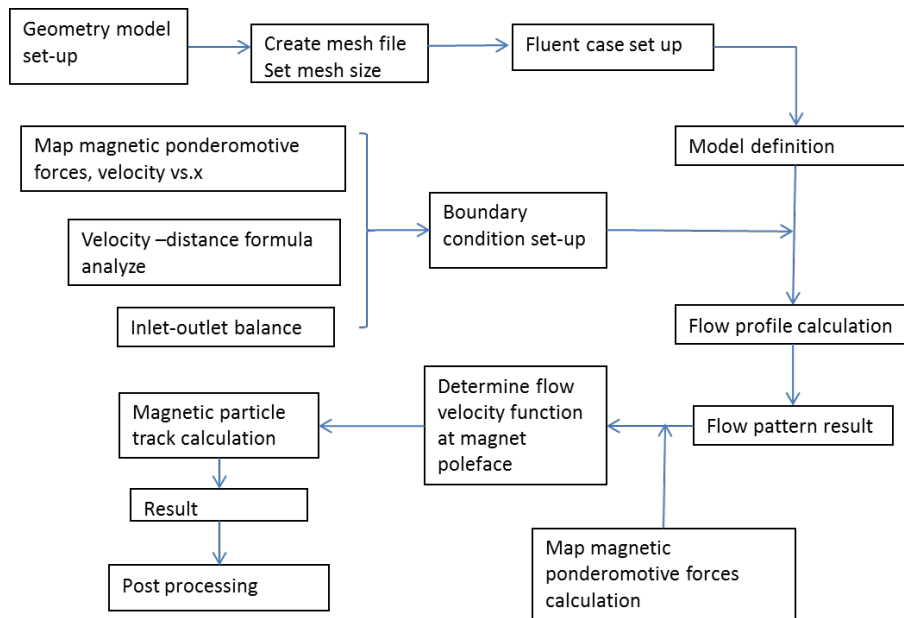 Geometry model
set-up
Create mesh file
Set mesh size
Fluent case set up
Model definition
Map magnetic ponderomotive
forces, velocity vs.x
Velocity –distance formula
analyze
Inlet-outlet balance
Boundary
condition set-up
Flow profile calculation
Flow pattern result
Determine flow
velocity function
at magnet
poleface
Magnetic particle
track calculation
Result
Post processing
Map magnetic
ponderomotive forces
calculation